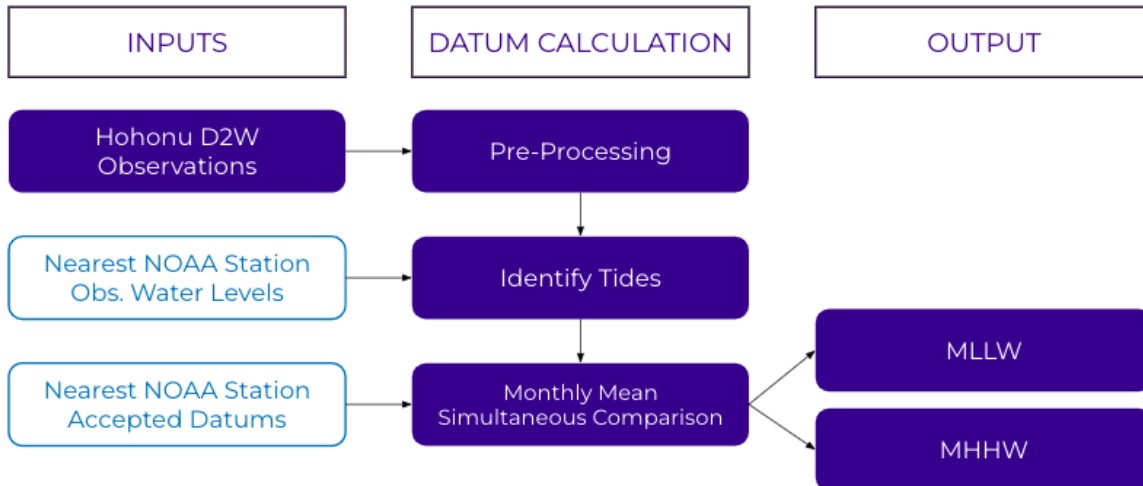 INPUTS
DATUM CALCULATION
OUTPUT
Hohonu D2W
Observations
Pre-Processing
Nearest NOAA Station
Obs. Water Levels
Identify Tides
Nearest NOAA Station
Accepted Datums
Monthly Mean
Simultaneous Comparison
MLLW
MHHW